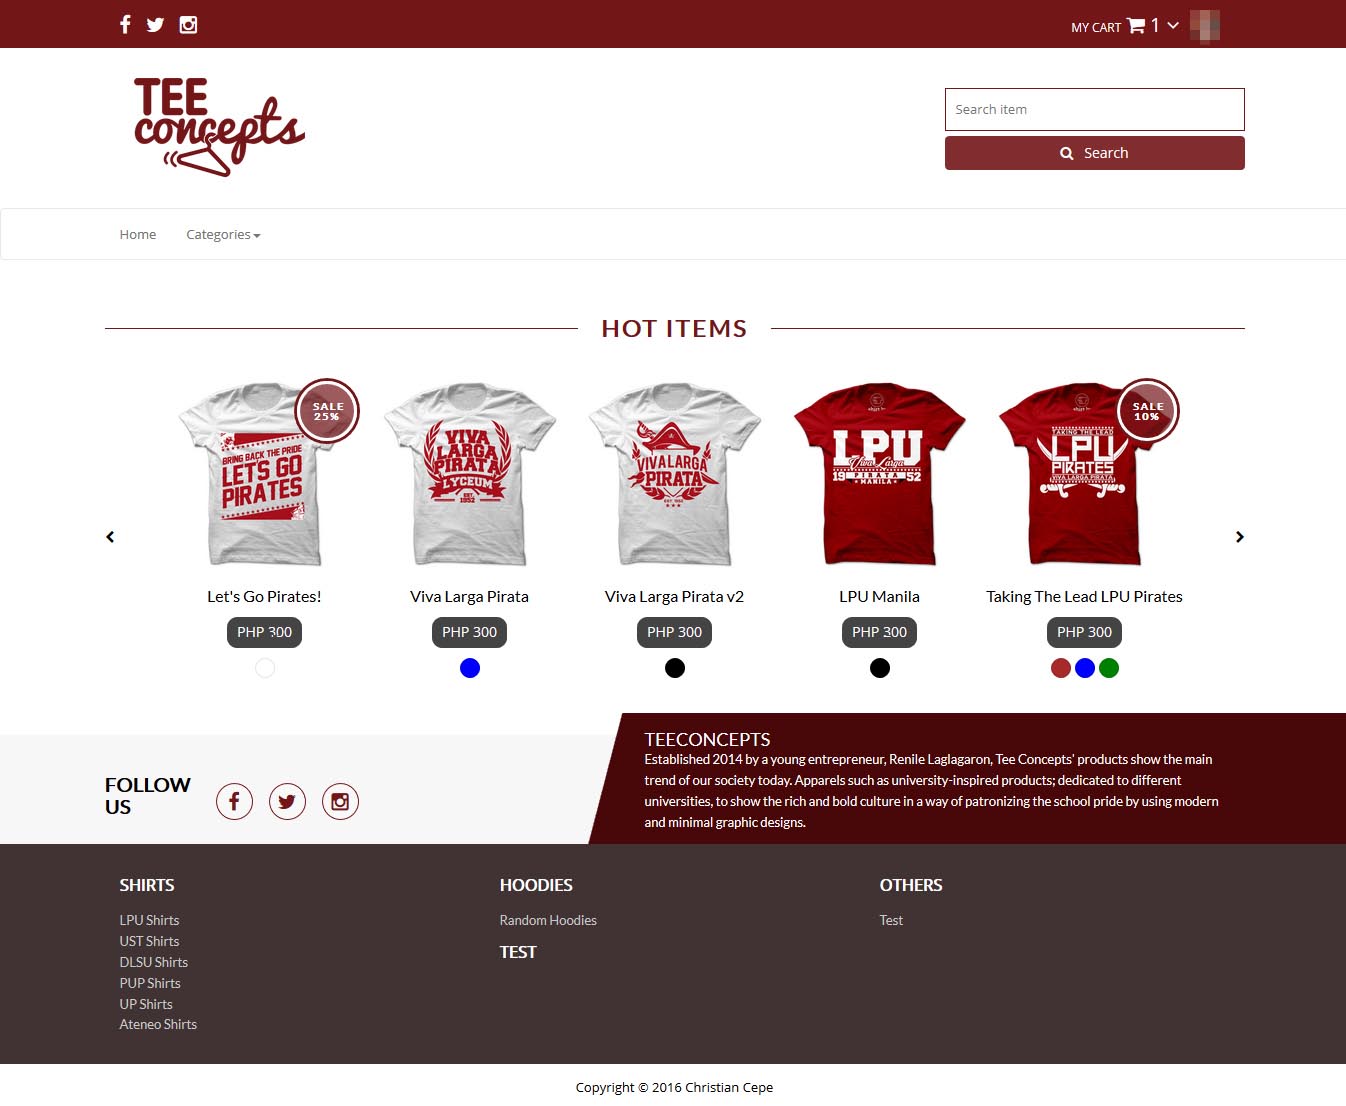 MY CART 1
TEE
concepts
Search item
Search
Home Categories
HOT ITEMS
SALE
25%
BRING BACK THE PRIDE
LET'S GO
PIRATES
VIVA
LARGA
PIRATA
LYCEUM
EST.
1952
VIVA LARGA
PIRATA
EST. 1952
LPU
Viva Larga
19 PIRATA 52
MANILA
SALE
10%
TAKING THE LEAD
LPU
PIRATES
VIVA LARGA PIRATA
Let's Go Pirates!
Viva Larga Pirata
Viva Larga Pirata v2
LPU Manila
Taking The Lead LPU Pirates
PHP 300
PHP 300
PHP 300
PHP 300
PHP 300
FOLLOW
US
TEECONCEPTS
Established 2014 by a young entrepreneur, Renile Laglagaron, Tee Concepts' products show the main
trend of our society today. Apparels such as university-inspired products; dedicated to different
universities, to show the rich and bold culture in a way of patronizing the school pride by using modern
and minimal graphic designs.
SHIRTS
LPU Shirts
UST Shirts
DLSU Shirts
PUP Shirts
UP Shirts
Ateneo Shirts
HOODIES
Random Hoodies
TEST
OTHERS
Test
Copyright © 2016 Christian Cepe